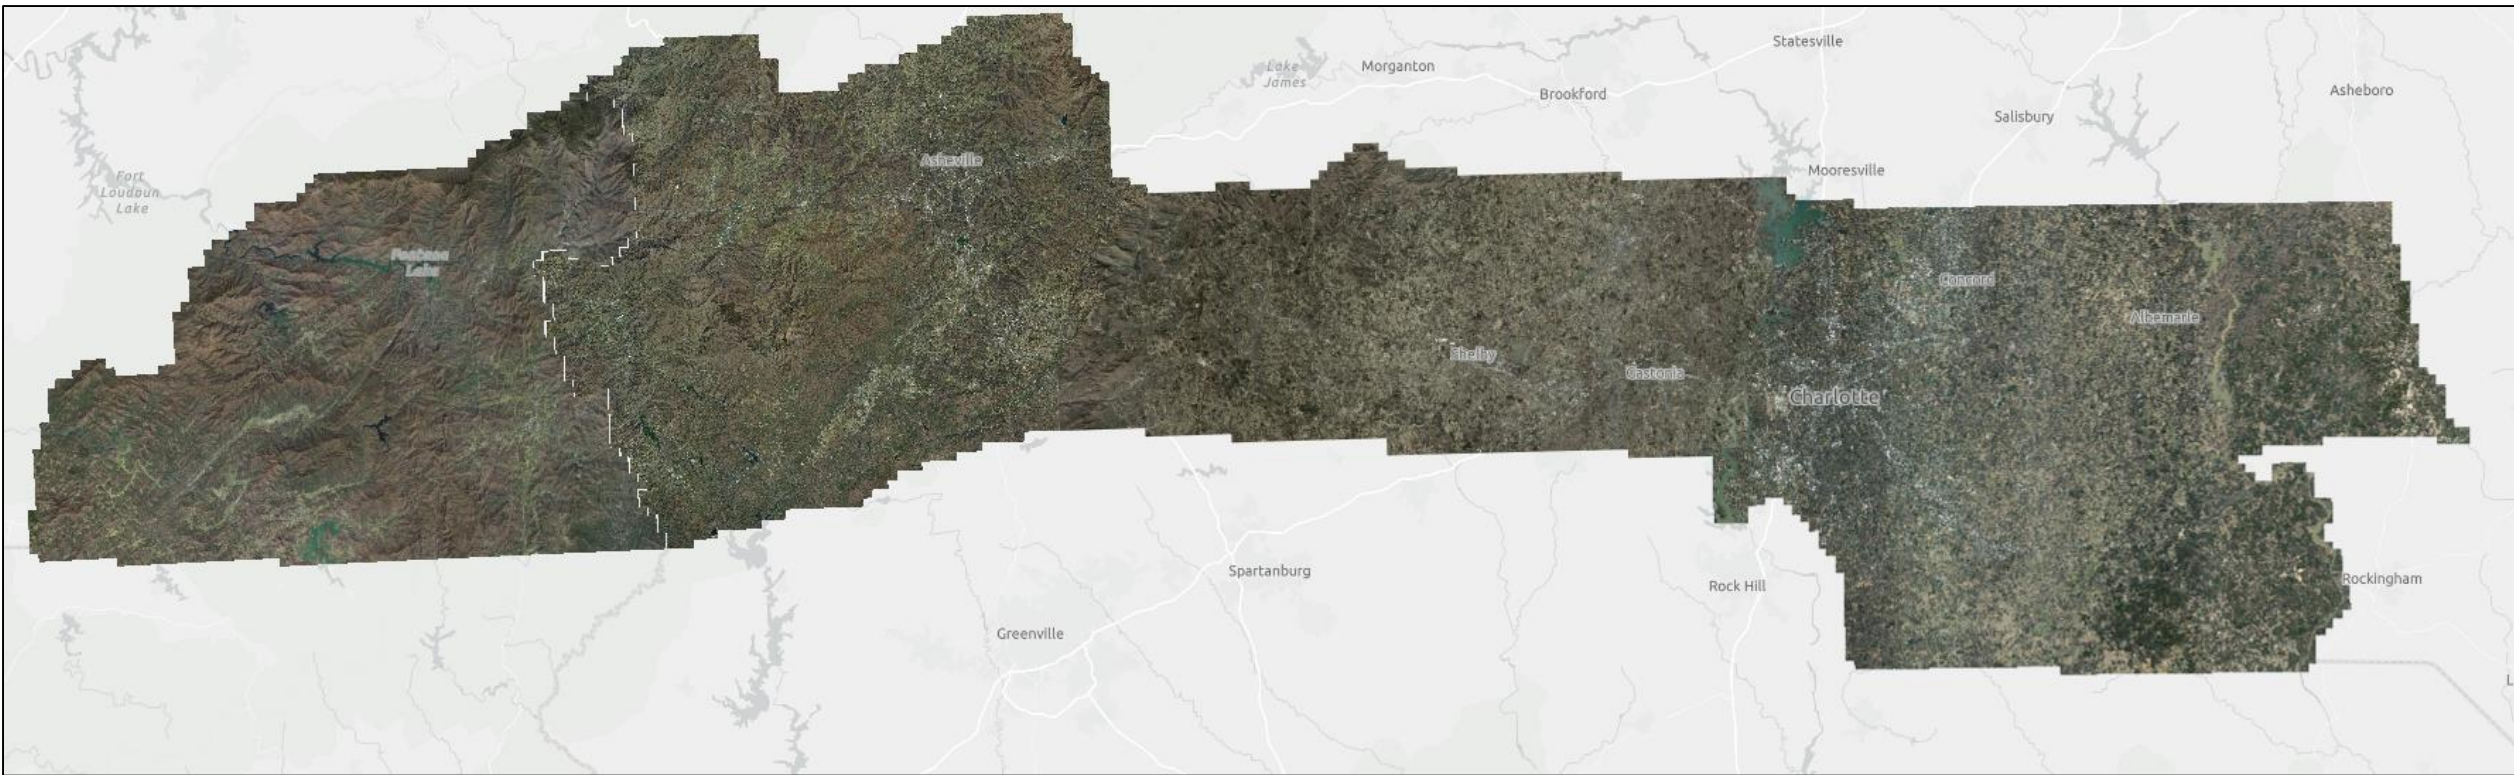 Statesville
Lake
James
Morganton
Brookford
Asheboro
Salisbury
Asheville
Mooresville
Fort
Loudoun
Lake
Fontana
Lake
Concord
Albemarle
Shelby
Gastonia
Charlotte
Spartanburg
Rock Hill
Rockingham
Greenville
L